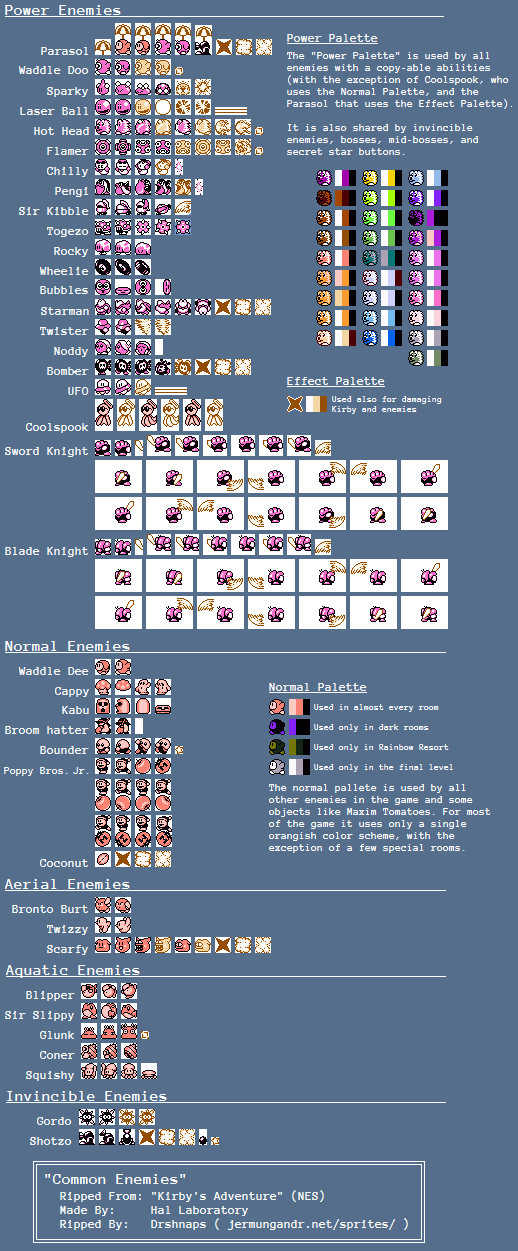 Power Enemies
Parasol
Waddle Doo
Sparky
Laser Ball
Hot Head
Flamer
Chilly
Pengi
Sir Kibble
Togezo
Rocky
Wheelie
Bubbles
Starman
Twister
Noddy
Bomber
UFO
Coolspook
Sword Knight
Blade Knight
Power Palette
The "Power Palette" is used by all
enemies with a copy-able abilities
(with the exception of Coolspook, who
uses the Normal Palette, and the
Parasol that uses the Effect Palette).
It is also shared by invincible
enemies, bosses, mid-bosses, and
secret star buttons.
Effect Palette
Used also for damaging
Kirby and enemies
Normal Enemies
Waddle Dee
Cappy
Kabu
Broom hatter
Bounder
Poppy Bros. Jr.
Coconut
Normal Palette
Used in almost every room
Used only in dark rooms
Used only in Rainbow Resort
Used only in the final level
The normal pallete is used by all
other enemies in the game and some
objects like Maxim Tomatoes. For most
of the game it uses only a single
orangish color scheme, with the
exception of a few special rooms.
Aerial Enemies
Bronto Burt
Twizzy
Scarfy
Aquatic Enemies
Blipper
Sir Slippy
Glunk
Coner
Squishy
Invincible Enemies
Gordo
Shotzo
"Common Enemies"
Ripped From: "Kirby's Adventure" (NES)
Made By: Hal Laboratory
Ripped By: Drshnaps ( jermungandr.net/sprites/ )